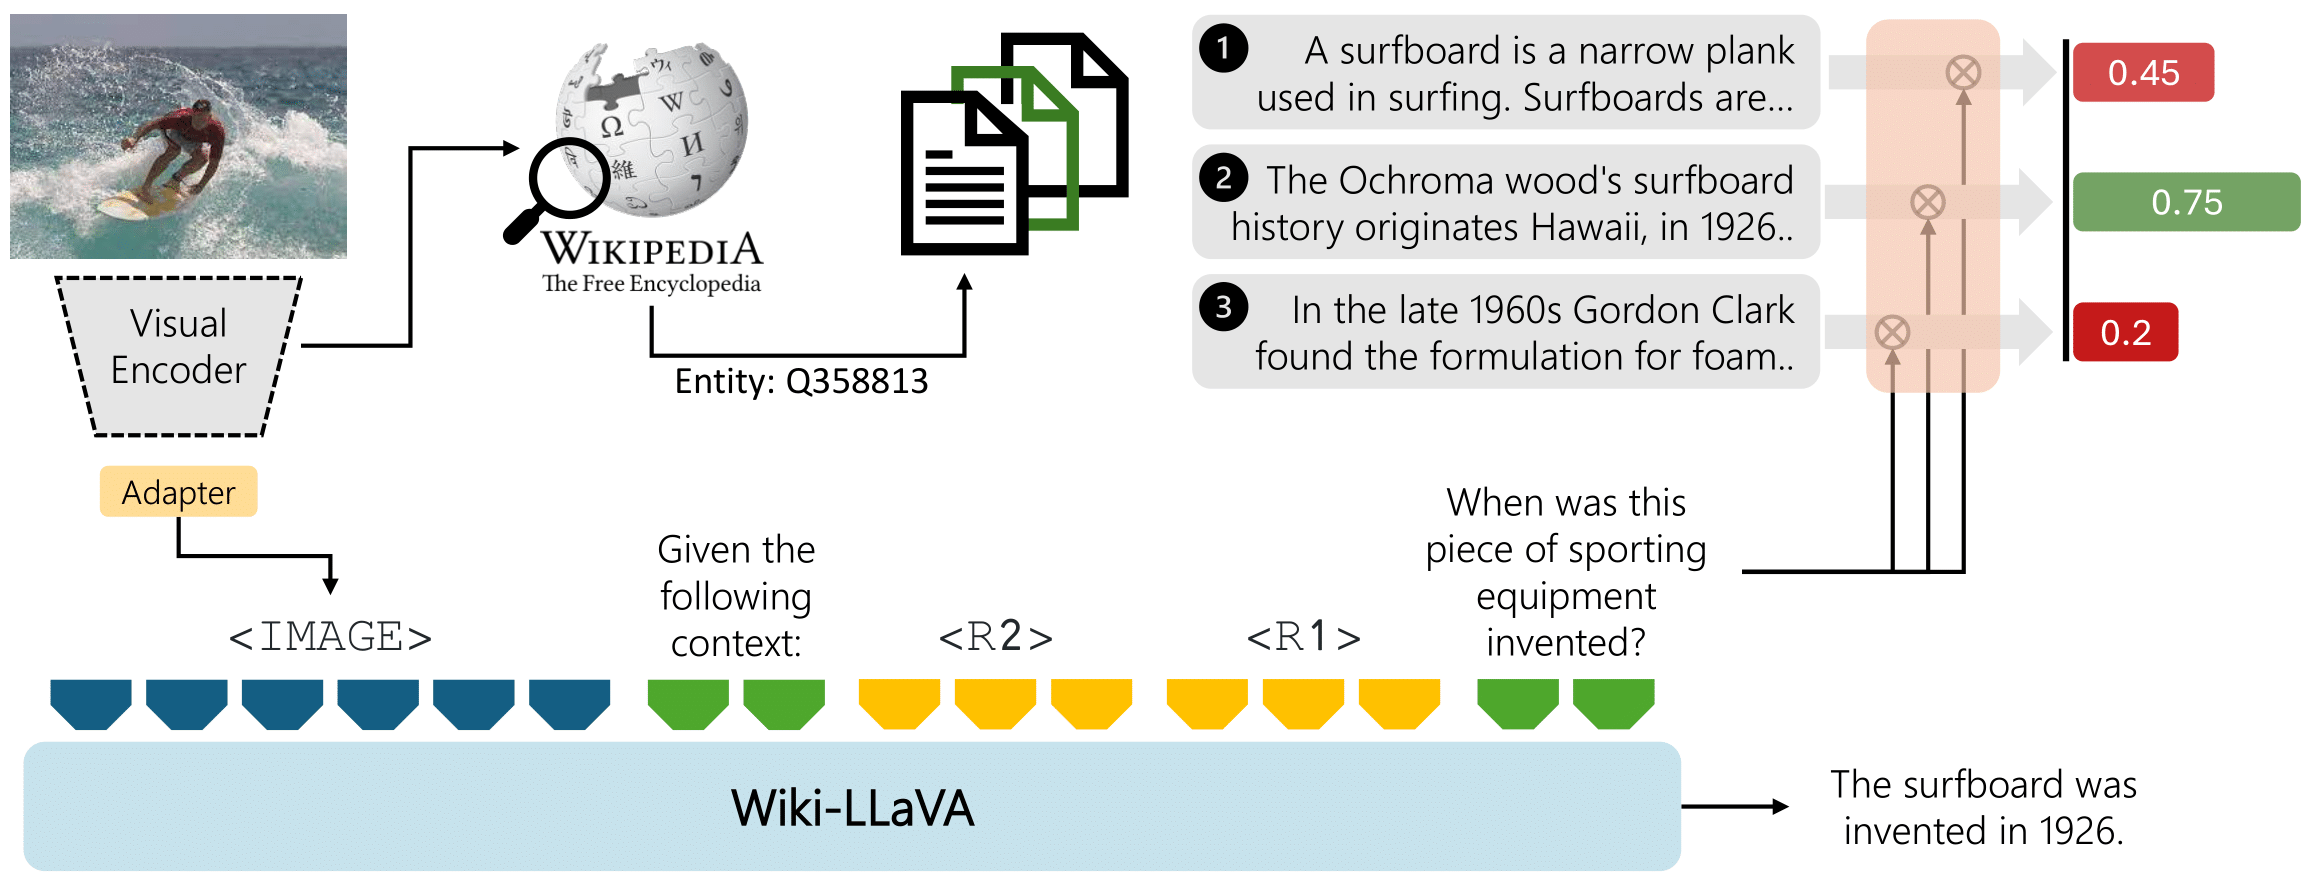 Visual
Encoder
Adapter
WIKIPEDIA
The Free Encyclopedia
Entity: Q358813
1 A surfboard is a narrow plank
used in surfing. Surfboards are...
2 The Ochroma wood's surfboard
history originates Hawaii, in 1926..
3 In the late 1960s Gordon Clark
found the formulation for foam..
0.45
0.75
0.2
<IMAGE>
Given the
following
context:
<R2>
<R1>
When was this
piece of sporting
equipment
invented?
Wiki-LLaVA
The surfboard was
invented in 1926.